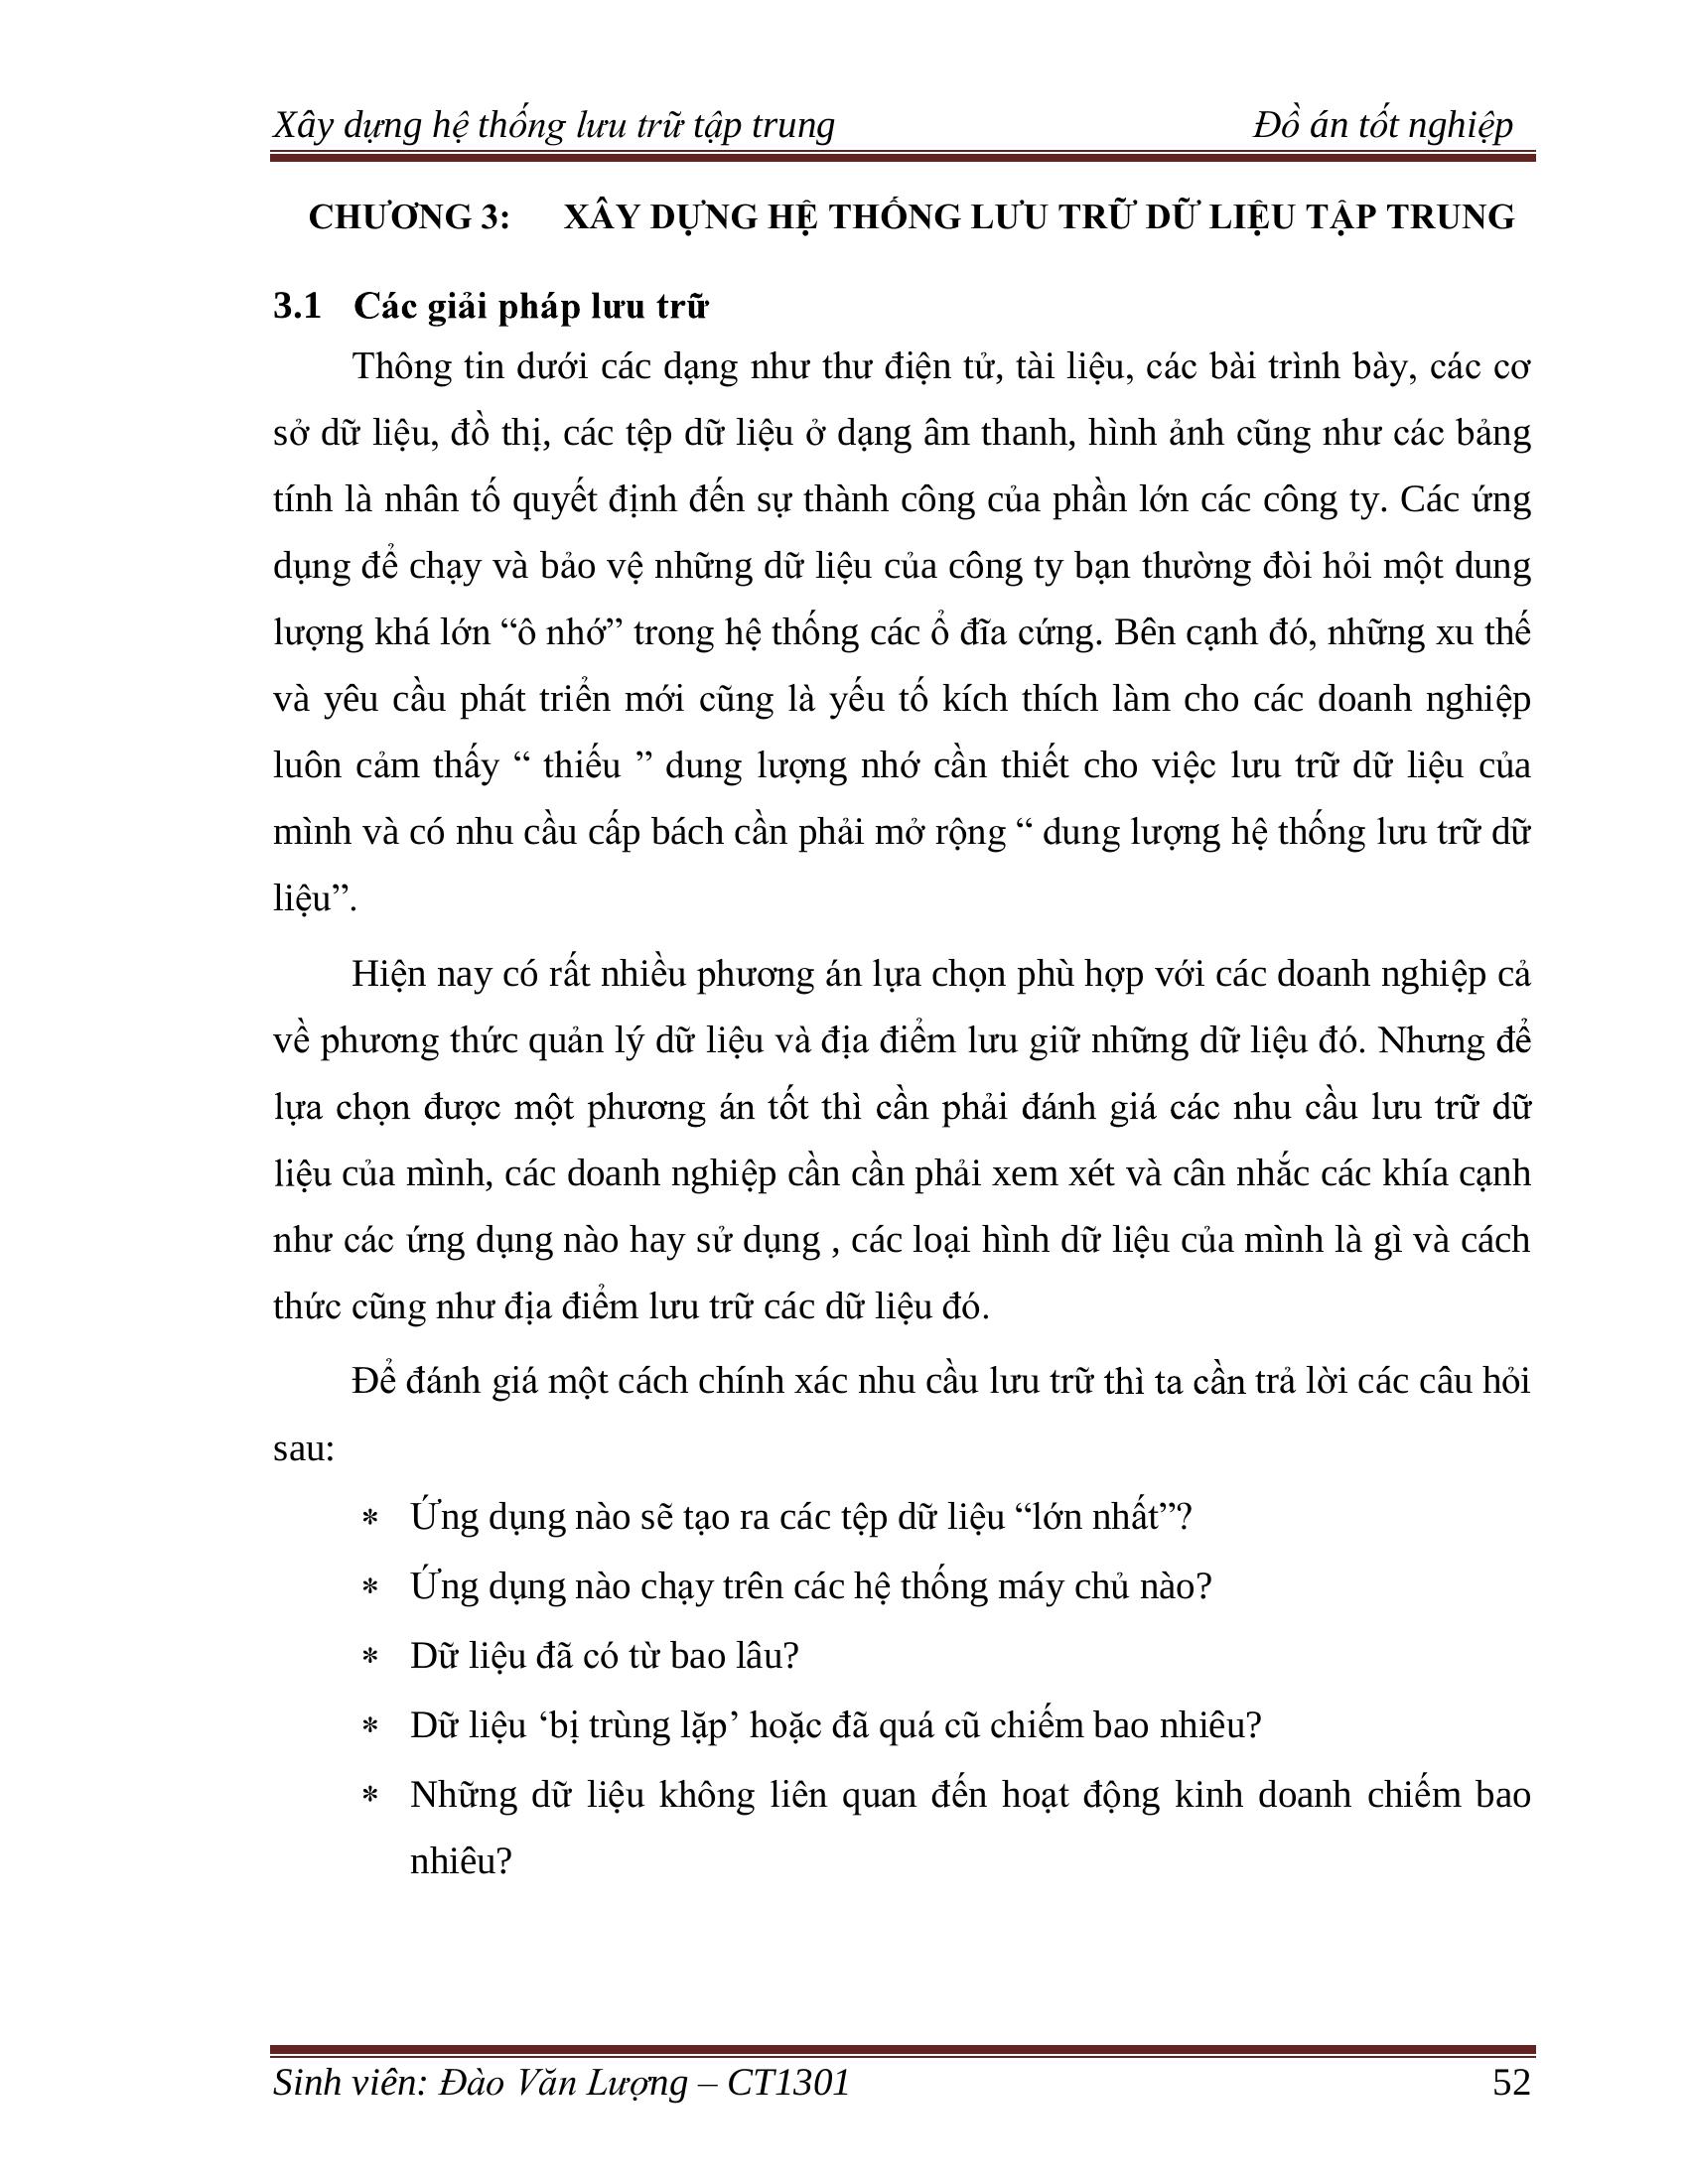 Xây dựng hệ thống lưu trữ tập trung Đồ án tốt nghiệp
CHƯƠNG 3: XÂY DỰNG HỆ THỐNG LƯU TRỮ DỮ LIỆU TẬP TRUNG
3.1 Các giải pháp lưu trữ
Thông tin dưới các dạng như thư điện tử, tài liệu, các bài trình bày, các cơ
sở dữ liệu, đồ thị, các tệp dữ liệu ở dạng âm thanh, hình ảnh cũng như các bảng
tính là nhân tố quyết định đến sự thành công của phần lớn các công ty. Các ứng
dụng để chạy và bảo vệ những dữ liệu của công ty bạn thường đòi hỏi một dung
lượng khá lớn “ô nhớ” trong hệ thống các ổ đĩa cứng. Bên cạnh đó, những xu thế
và yêu cầu phát triển mới cũng là yếu tố kích thích làm cho các doanh nghiệp
luôn cảm thấy “ thiếu ” dung lượng nhớ cần thiết cho việc lưu trữ dữ liệu của
mình và có nhu cầu cấp bách cần phải mở rộng “ dung lượng hệ thống lưu trữ dữ
liệu”.
Hiện nay có rất nhiều phương án lựa chọn phù hợp với các doanh nghiệp cả
về phương thức quản lý dữ liệu và địa điểm lưu giữ những dữ liệu đó. Nhưng để
lựa chọn được một phương án tốt thì cần phải đánh giá các nhu cầu lưu trữ dữ
liệu của mình, các doanh nghiệp cần cần phải xem xét và cân nhắc các khía cạnh
như các ứng dụng nào hay sử dụng , các loại hình dữ liệu của mình là gì và cách
thức cũng như địa điểm lưu trữ các dữ liệu đó.
Để đánh giá một cách chính xác nhu cầu lưu trữ thì ta cần trả lời các câu hỏi
sau:
* Ứng dụng nào sẽ tạo ra các tệp dữ liệu “lớn nhất”?
* Ứng dụng nào chạy trên các hệ thống máy chủ nào?
* Dữ liệu đã có từ bao lâu?
* Dữ liệu ‘bị trùng lặp’ hoặc đã quá cũ chiếm bao nhiêu?
* Những dữ liệu không liên quan đến hoạt động kinh doanh chiếm bao
nhiêu?
Sinh viên: Đào Văn Lượng – CT1301 52